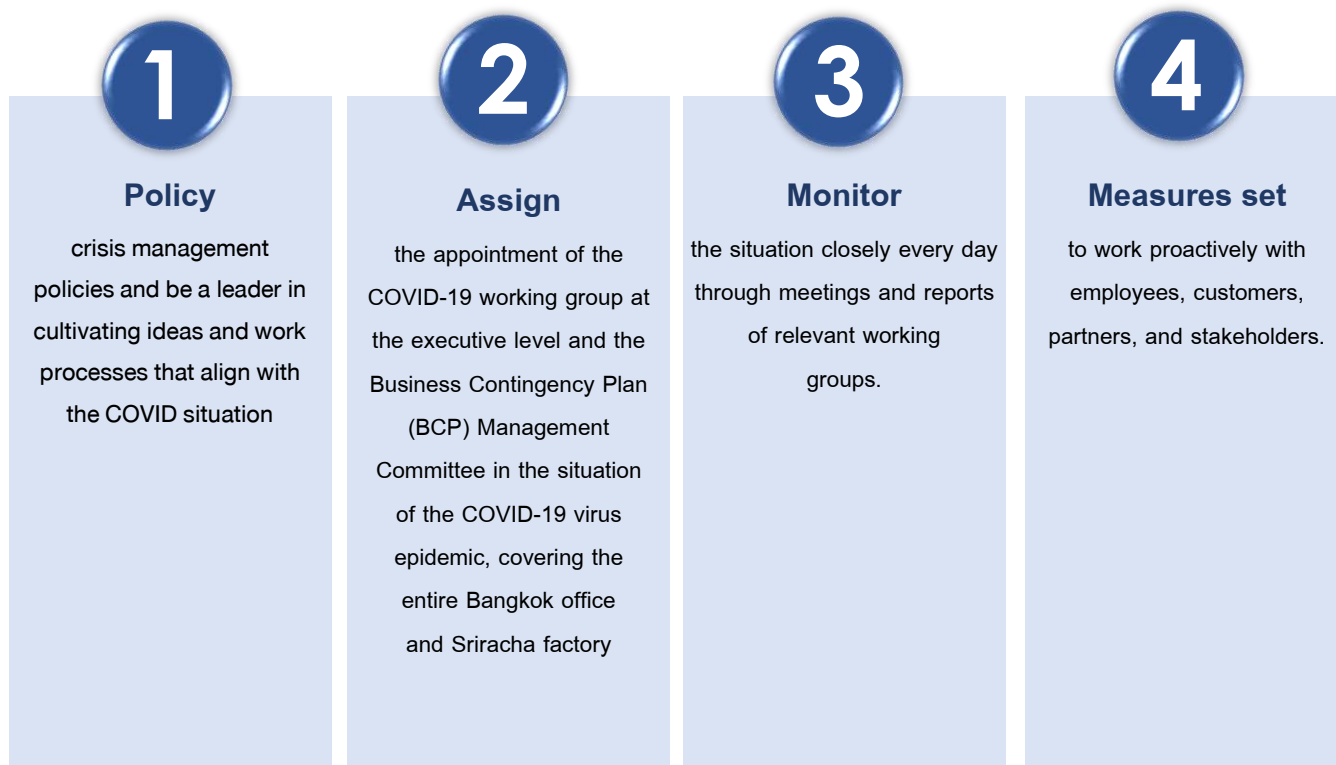 1
Policy
crisis management
policies and be a leader in
cultivating ideas and work
processes that align with
the COVID situation
2
Assign
the appointment of the
COVID-19 working group at
the executive level and the
Business Contingency Plan
(BCP) Management
Committee in the situation
of the COVID-19 virus
epidemic, covering the
entire Bangkok office
and Sriracha factory
3
Monitor
the situation closely every day
through meetings and reports
of relevant working
groups.
4
Measures set
to work proactively with
employees, customers,
partners, and stakeholders.